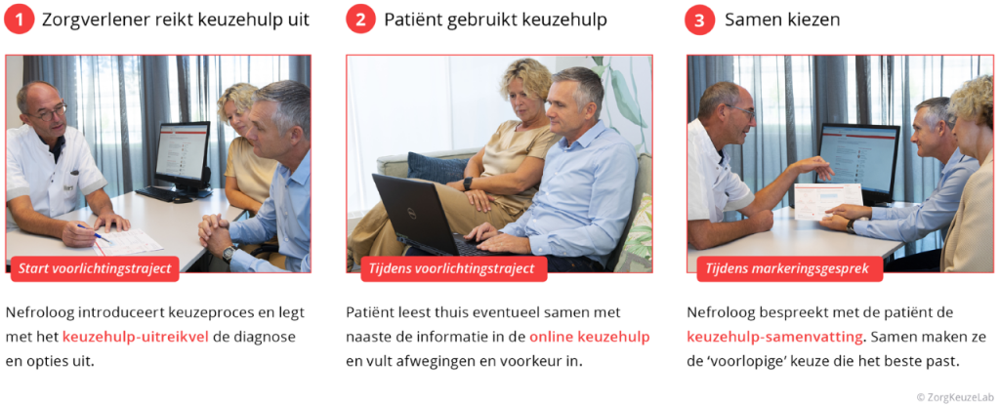 1 Zorgverlener reikt keuzehulp uit
Start voorlichtingstraject
Nefroloog introduceert keuzeproces en legt
met het keuzehulp-uitreikvel de diagnose
en opties uit.
2 Patiënt gebruikt keuzehulp
DELL
Tijdens voorlichtingstraject
Patiënt leest thuis eventueel samen met
naaste de informatie in de online keuzehulp
en vult afwegingen en voorkeur in.
3 Samen kiezen
Tijdens markeringsgesprek
Nefroloog bespreekt met de patiënt de
keuzehulp-samenvatting. Samen maken ze
de ‘voorlopige’ keuze die het beste past.
© ZorgKeuzeLab